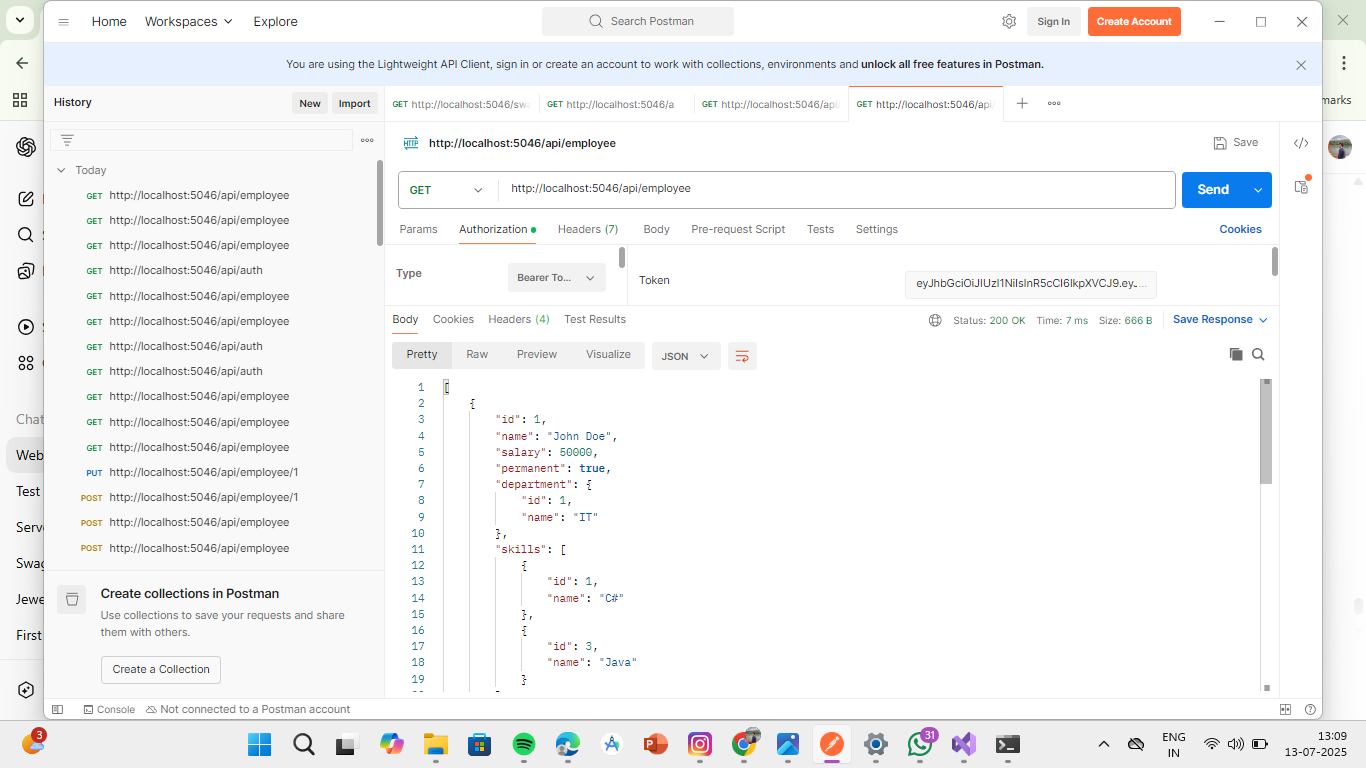 Home Workspaces Explore
Search Postman
Sign In
Create Account
You are using the Lightweight API Client, sign in or create an account to work with collections, environments and unlock all free features in Postman.
History
New
Import
GET http://localhost:5046/swa
GET http://localhost:5046/a
GET http://localhost:5046/api
GET http://localhost:5046/api/
marks
HTTP http://localhost:5046/api/employee
Save
Today
GET http://localhost:5046/api/employee
GET http://localhost:5046/api/employee
GET http://localhost:5046/api/employee
GET http://localhost:5046/api/auth
GET http://localhost:5046/api/employee
GET http://localhost:5046/api/employee
GET http://localhost:5046/api/auth
GET http://localhost:5046/api/auth
GET http://localhost:5046/api/employee
GET http://localhost:5046/api/employee
GET http://localhost:5046/api/employee
PUT http://localhost:5046/api/employee/1
POST http://localhost:5046/api/employee/1
POST http://localhost:5046/api/employee
POST http://localhost:5046/api/employee
Create collections in Postman
Use collections to save your requests and share
them with others.
Create a Collection
GET http://localhost:5046/api/employee
Send
Params Authorization Headers (7) Body Pre-request Script Tests Settings Cookies
Type
Bearer To...
Token
Body Cookies Headers (4) Test Results
Status: 200 OK Time: 7 ms Size: 666 B Save Response
Pretty Raw Preview Visualize JSON
1 [
2 {
3 "id": 1,
4 "name": "John Doe",
5 "salary": 50000,
6 "permanent": true,
7 "department": {
8 "id": 1,
9 "name": "IT"
10 },
11 "skills": [
12 {
13 "id": 1,
14 "name": "C#"
15 },
16 {
17 "id": 3,
18 "name": "Java"
19 }
Console Not connected to a Postman account
Chat
Web
Test
Serv
Swag
Jewe
First
3
31
ENG
IN
13:09
13-07-2025